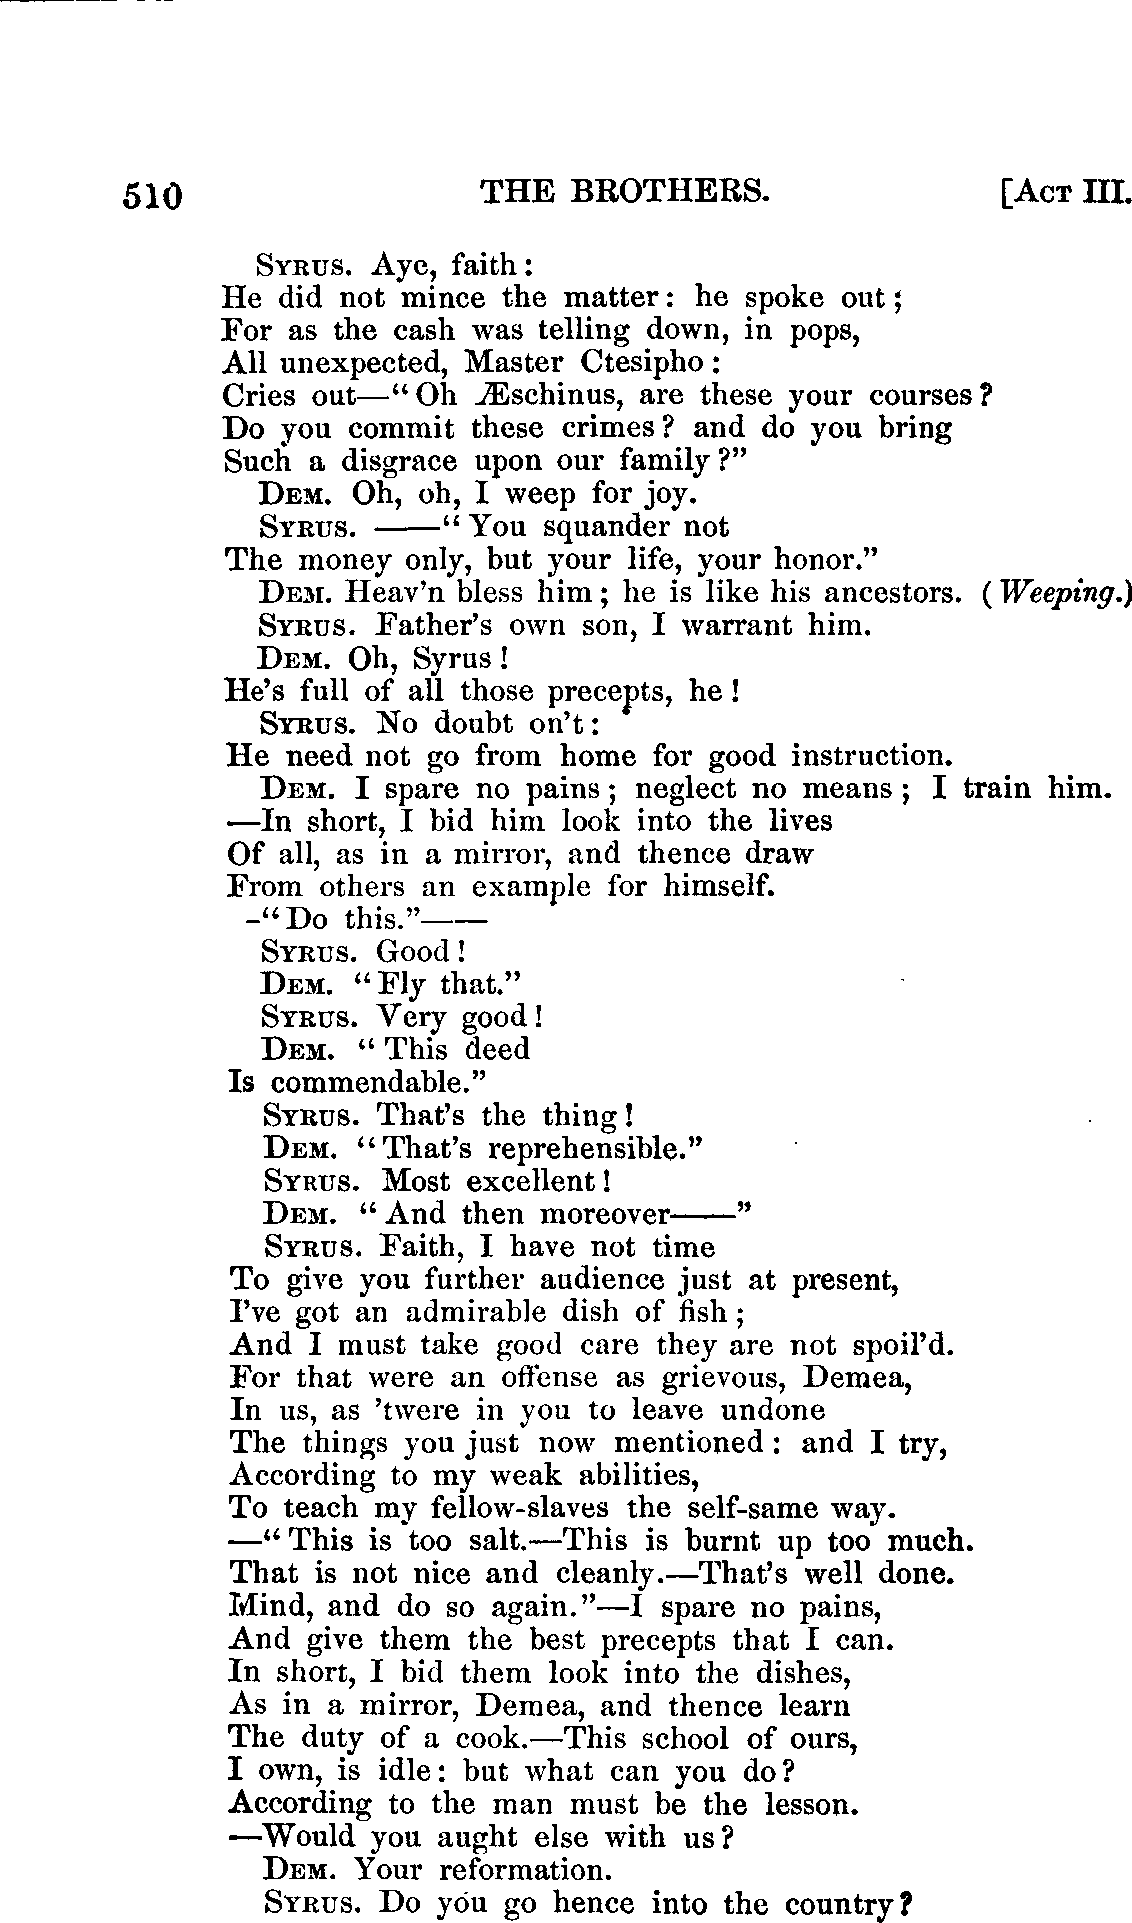 510 THE BROTHERS. [ACT III.
SYRUS. Aye, faith:
He did not mince the matter: he spoke out;
For as the cash was telling down, in pops,
All unexpected, Master Ctesipho:
Cries out—“Oh Æschinus, are these your courses?
Do you commit these crimes? and do you bring
Such a disgrace upon our family?”
DEM. Oh, oh, I weep for joy.
SYRUS. ——“You squander not
The money only, but your life, your honor.”
DEM. Heav’n bless him; he is like his ancestors. (Weeping.)
SYRUS. Father’s own son, I warrant him.
DEM. Oh, Syrus!
He’s full of all those precepts, he!
SYRUS. No doubt on’t:
He need not go from home for good instruction.
DEM. I spare no pains; neglect no means; I train him.
—In short, I bid him look into the lives
Of all, as in a mirror, and thence draw
From others an example for himself.
-“Do this.”——
SYRUS. Good!
DEM. “Fly that.”
SYRUS. Very good!
DEM. “This deed
Is commendable.”
SYRUS. That’s the thing!
DEM. “That’s reprehensible.”
SYRUS. Most excellent!
DEM. “And then moreover——”
SYRUS. Faith, I have not time
To give you further audience just at present,
I’ve got an admirable dish of fish;
And I must take good care they are not spoil’d.
For that were an offense as grievous, Demea,
In us, as ’twere in you to leave undone
The things you just now mentioned: and I try,
According to my weak abilities,
To teach my fellow-slaves the self-same way.
—“This is too salt.—This is burnt up too much.
That is not nice and cleanly.—That’s well done.
Mind, and do so again.”—I spare no pains,
And give them the best precepts that I can.
In short, I bid them look into the dishes,
As in a mirror, Demea, and thence learn
The duty of a cook.—This school of ours,
I own, is idle: but what can you do?
According to the man must be the lesson.
—Would you aught else with us?
DEM. Your reformation.
SYRUS. Do you go hence into the country?